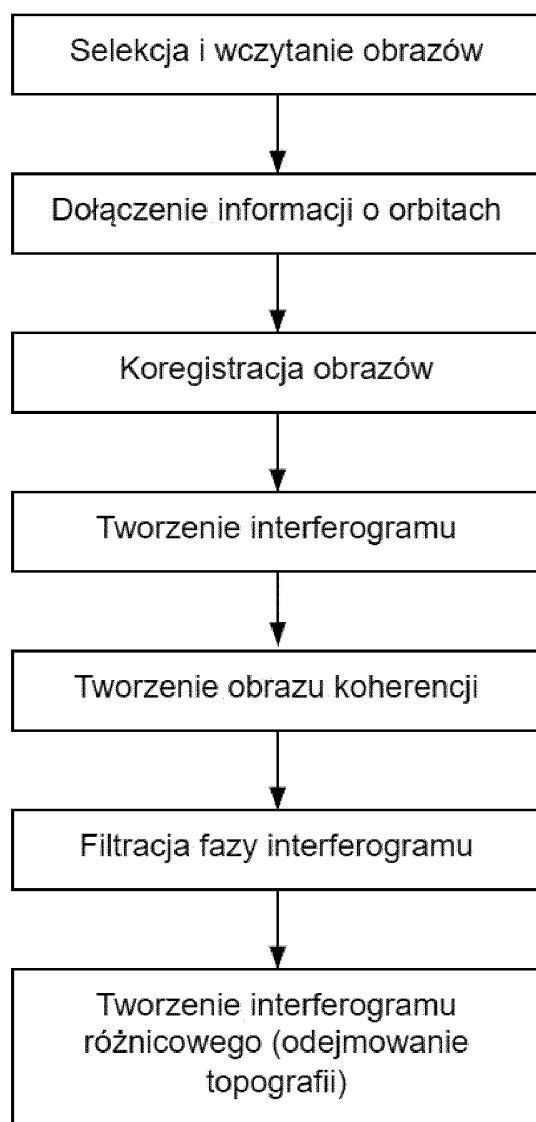 Selekcja i wczytanie obrazów
Dołączenie informacji o orbitach
Koregistracja obrazów
Tworzenie interferogramu
Tworzenie obrazu koherencji
Filtracja fazy interferogramu
Tworzenie interferogramu
różnicowego (odejmowanie
topografii)